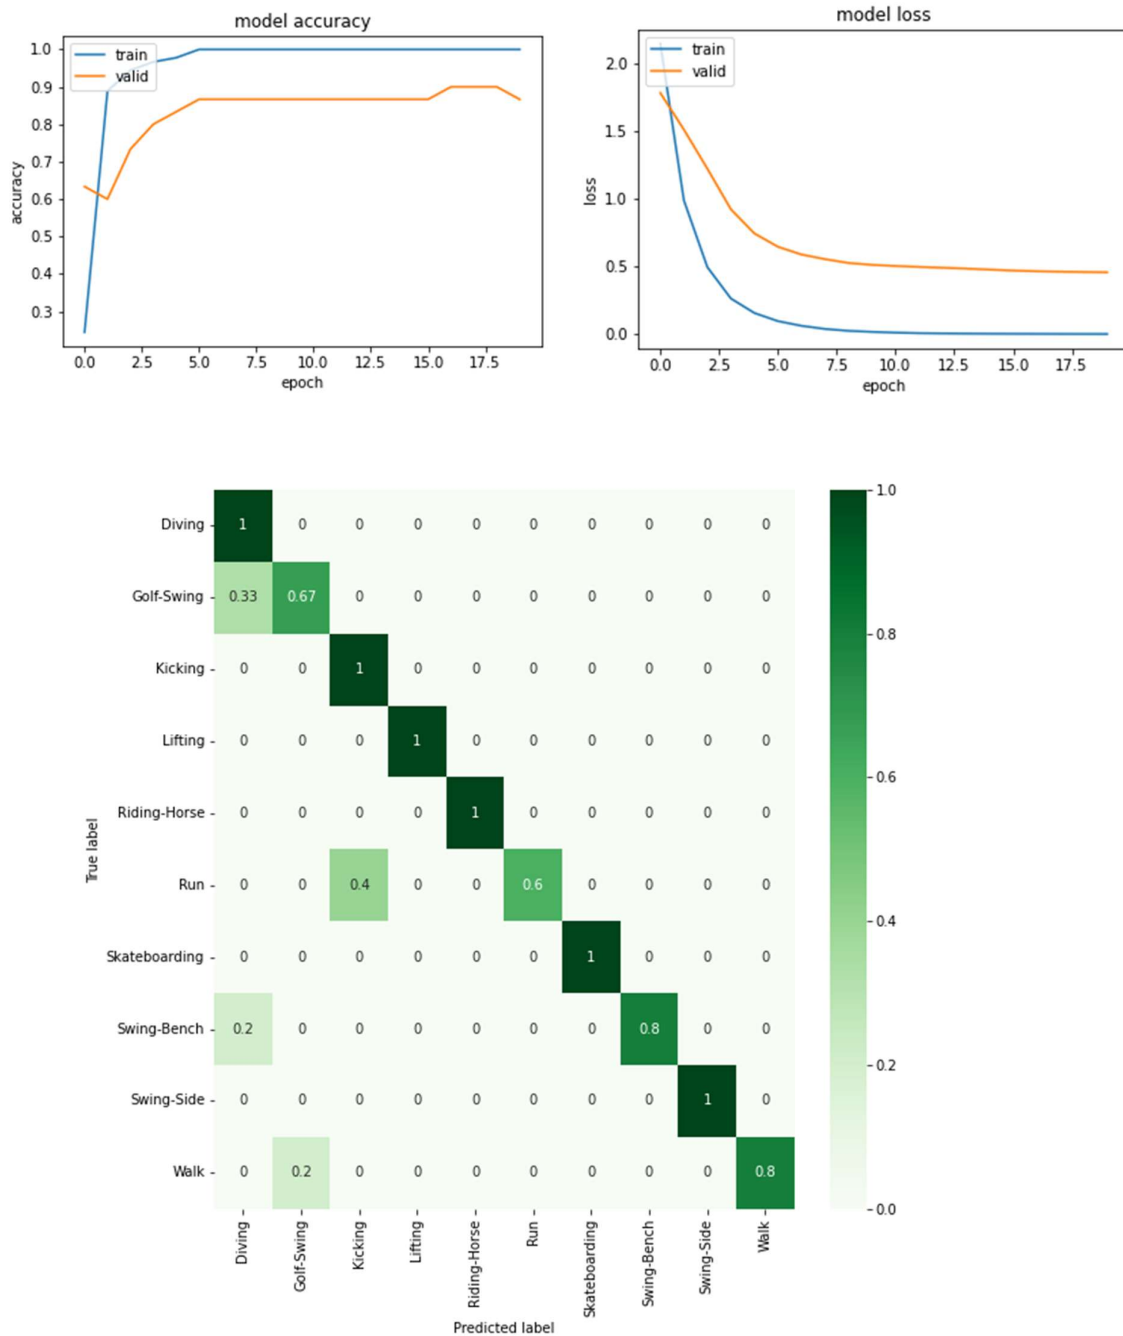 model accuracy
train
valid
1.0
0.9
0.8
0.7
0.6
0.5
0.4
0.3
accuracy
0.0 2.5 5.0 7.5 10.0 12.5 15.0 17.5
epoch
model loss
train
valid
2.0
1.5
1.0
0.5
0.0
loss
0.0 2.5 5.0 7.5 10.0 12.5 15.0 17.5
epoch
True label
Diving 1 0 0 0 0 0 0 0 0 0
Golf-Swing 0.33 0.67 0 0 0 0 0 0 0 0
Kicking 0 0 1 0 0 0 0 0 0 0
Lifting 0 0 0 1 0 0 0 0 0 0
Riding-Horse 0 0 0 0 1 0 0 0 0 0
Run 0 0 0.4 0 0 0.6 0 0 0 0
Skateboarding 0 0 0 0 0 0 1 0 0 0
Swing-Bench 0.2 0 0 0 0 0 0 0.8 0 0
Swing-Side 0 0 0 0 0 0 0 0 1 0
Walk 0 0.2 0 0 0 0 0 0 0 0.8
Diving Golf-Swing Kicking Lifting Riding-Horse Run Skateboarding Swing-Bench Swing-Side Walk
Predicted label
1.0
0.8
0.6
0.4
0.2
0.0